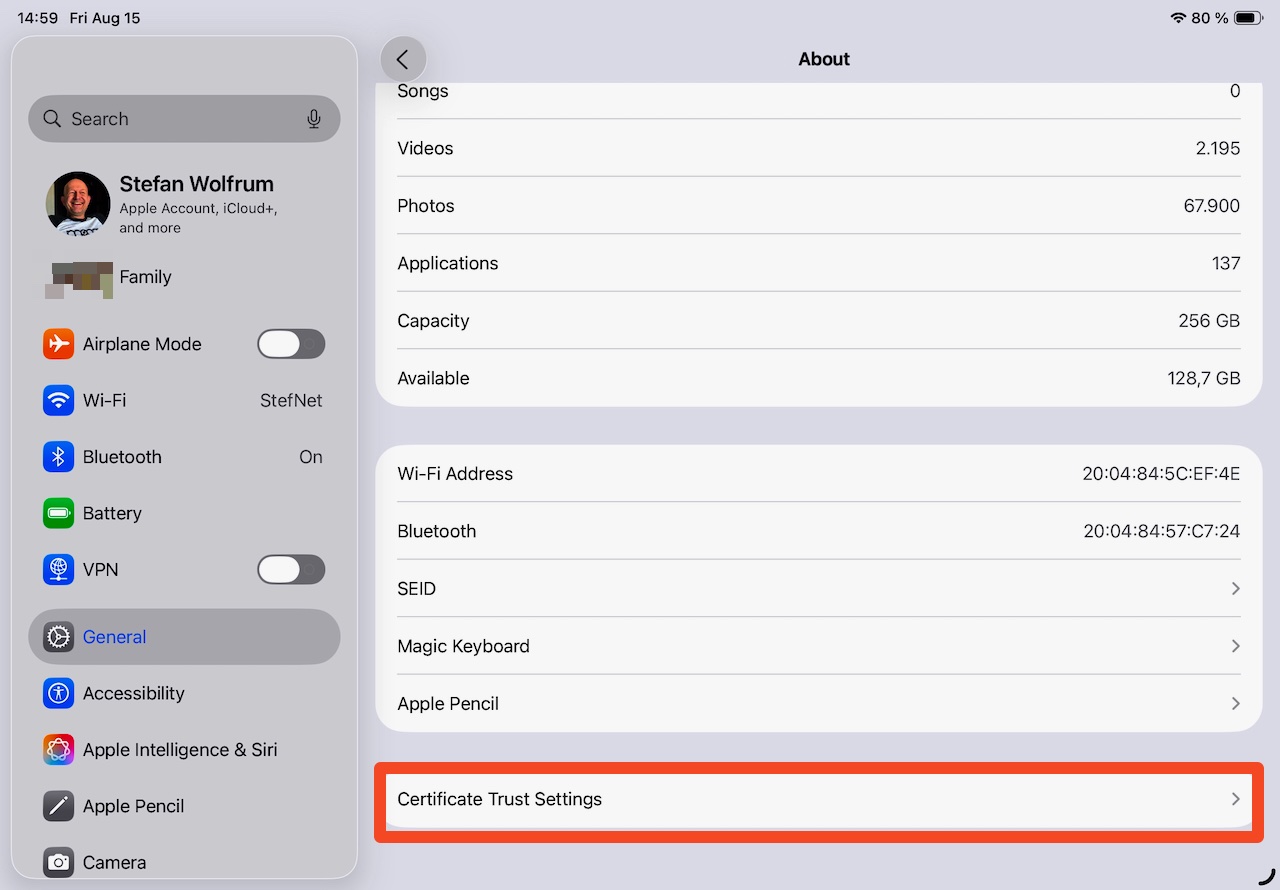 14:59 Fri Aug 15
80 %
Search
Stefan Wolfrum
Apple Account, iCloud+,
and more
Family
Airplane Mode
Wi-Fi StefNet
Bluetooth On
Battery
VPN
General
Accessibility
Apple Intelligence & Siri
Apple Pencil
Camera
About
Songs 0
Videos 2.195
Photos 67.900
Applications 137
Capacity 256 GB
Available 128,7 GB
Wi-Fi Address 20:04:84:5C:EF:4E
Bluetooth 20:04:84:57:C7:24
SEID
Magic Keyboard
Apple Pencil
Certificate Trust Settings